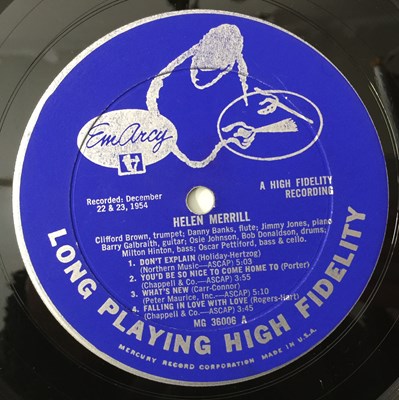 EmArcy
Recorded: December
22 & 23, 1954
A HIGH FIDELITY
RECORDING
HELEN MERRILL
Clifford Brown, trumpet; Danny Banks, flute; Jimmy Jones, piano
Barry Galbraith, guitar; Osie Johnson, Bob Donaldson, drums;
Milton Hinton, bass; Oscar Pettiford, bass & cello.
1. DON'T EXPLAIN (Holiday-Hertzog)
(Northern Music—ASCAP) 5:03
2. YOU'D BE SO NICE TO COME HOME TO (Porter)
(Chappell & Co.—ASCAP) 3:55
3. WHAT'S NEW (Carr-Connor)
(Peter Maurice, Inc.—ASCAP) 5:10
4. FALLING IN LOVE WITH LOVE (Rogers-Hart)
(Chappell & Co.—ASCAP) 3:55
MG 36006 A
LONG PLAYING HIGH FIDELITY
MERCURY RECORD CORPORATION MADE IN U.S.A.